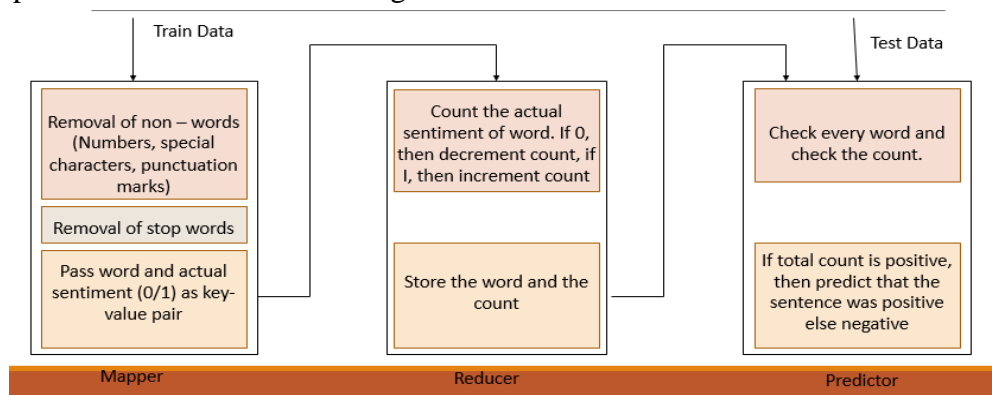 Train Data
Test Data
Removal of non – words
(Numbers, special
characters, punctuation
marks)
Removal of stop words
Pass word and actual
sentiment (0/1) as key-
value pair
Mapper
Count the actual
sentiment of word. If 0,
then decrement count, if
I, then increment count
Store the word and the
count
Reducer
Check every word and
check the count.
If total count is positive,
then predict that the
sentence was positive
else negative
Predictor